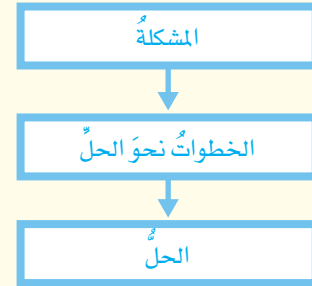 المشكلةُ
الخطواتُ نحوَ الحلِّ
الحلُّ